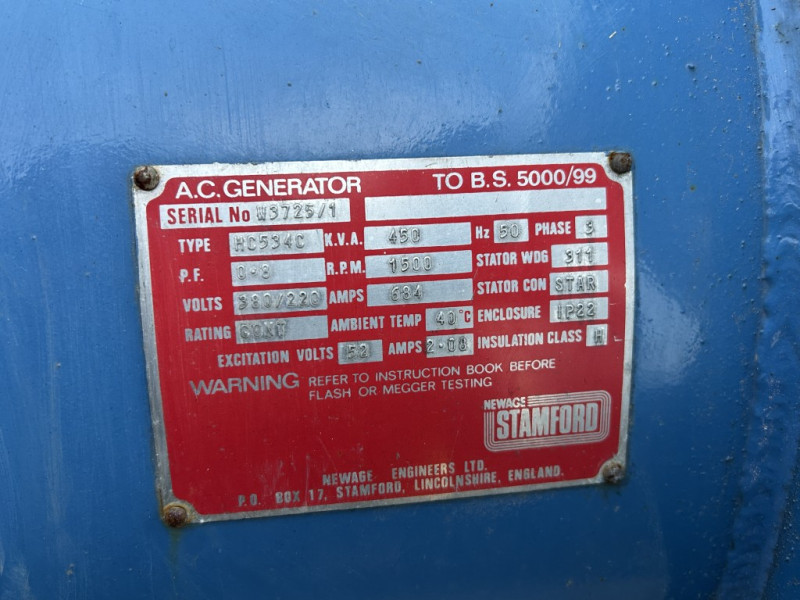 A.C. GENERATOR TO B.S. 5000/99
SERIAL No W3725/1
TYPE HC534C K.V.A. 450 Hz 50 PHASE 3
P.F. 0·8 R.P.M. 1500 STATOR WDG 311
VOLTS 380/220 AMPS 684 STATOR CON STAR
RATING CONT AMBIENT TEMP 40°C ENCLOSURE IP22
EXCITATION VOLTS 52 AMPS 2·08 INSULATION CLASS H
WARNING REFER TO INSTRUCTION BOOK BEFORE
FLASH OR MEGGER TESTING
NEWAGE
STAMFORD
NEWAGE ENGINEERS LTD.
P.O. BOX 17, STAMFORD, LINCOLNSHIRE, ENGLAND.